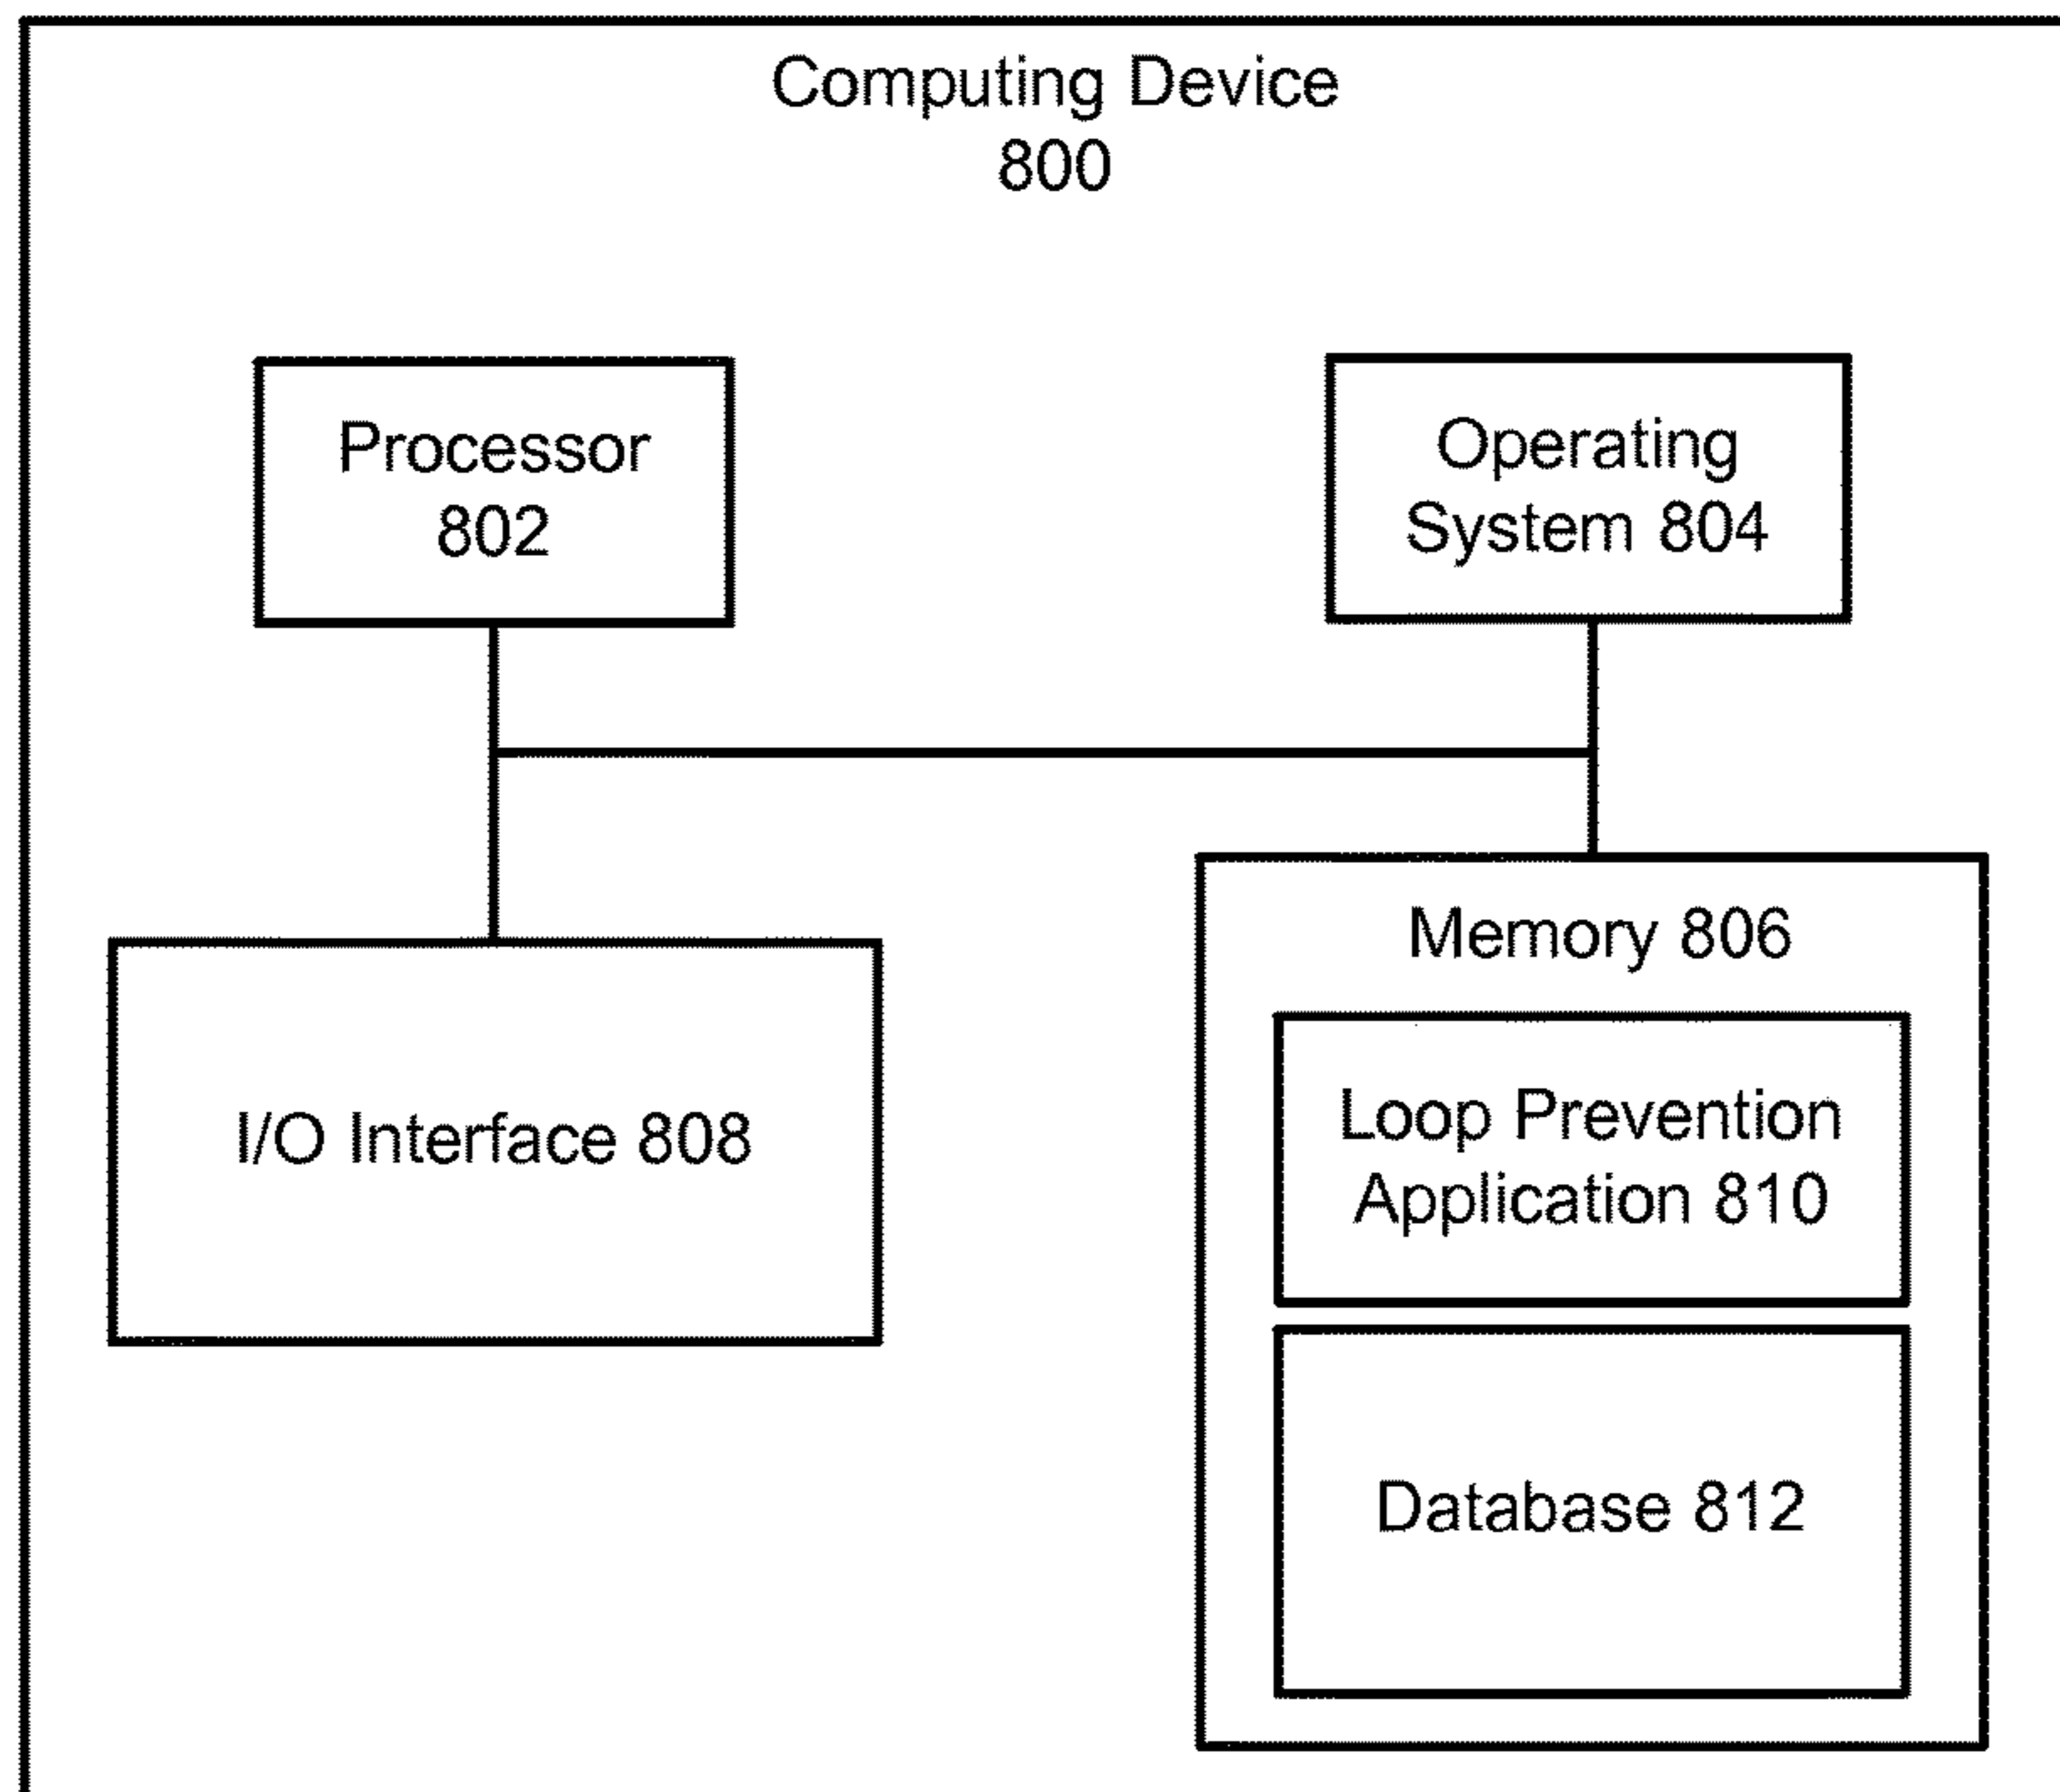 Computing Device
800
Processor
802
Operating
System 804
Memory 806
I/O Interface 808
Loop Prevention
Application 810
Database 812